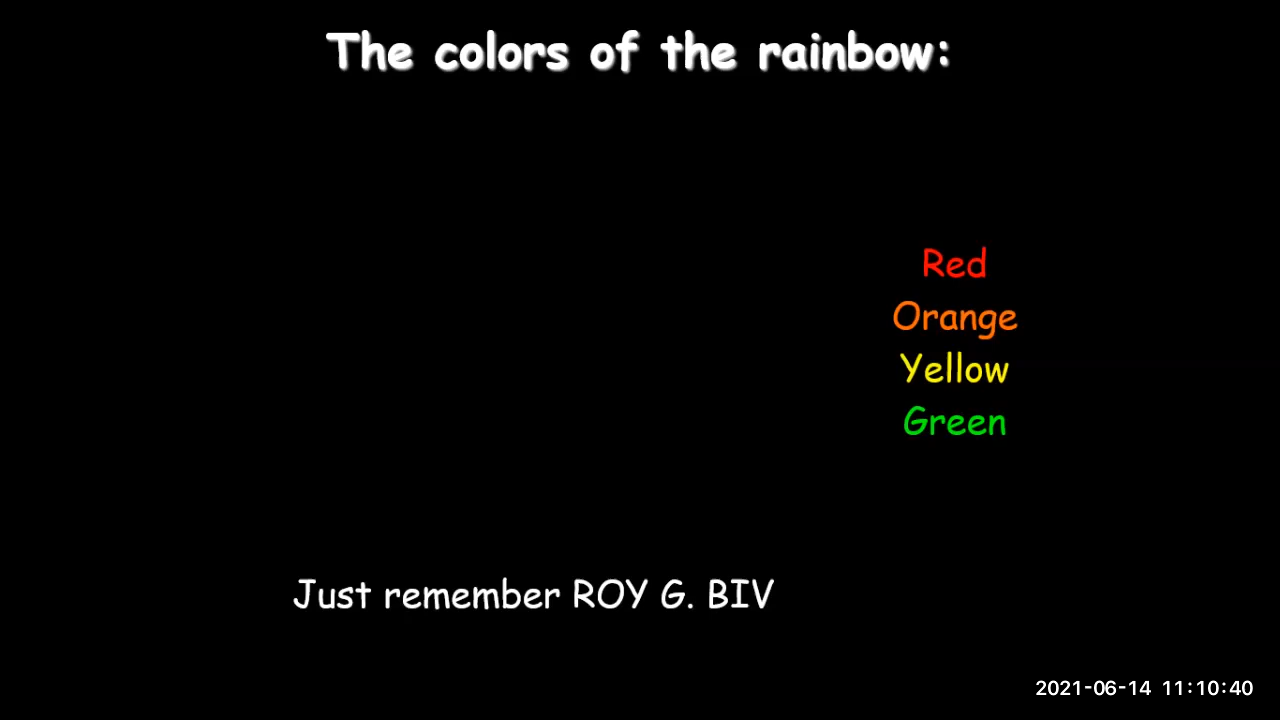 The colors of the rainbow:
Red
Orange
Yellow
Green
Just remember ROY G. BIV
2021-06-14 11:10:40